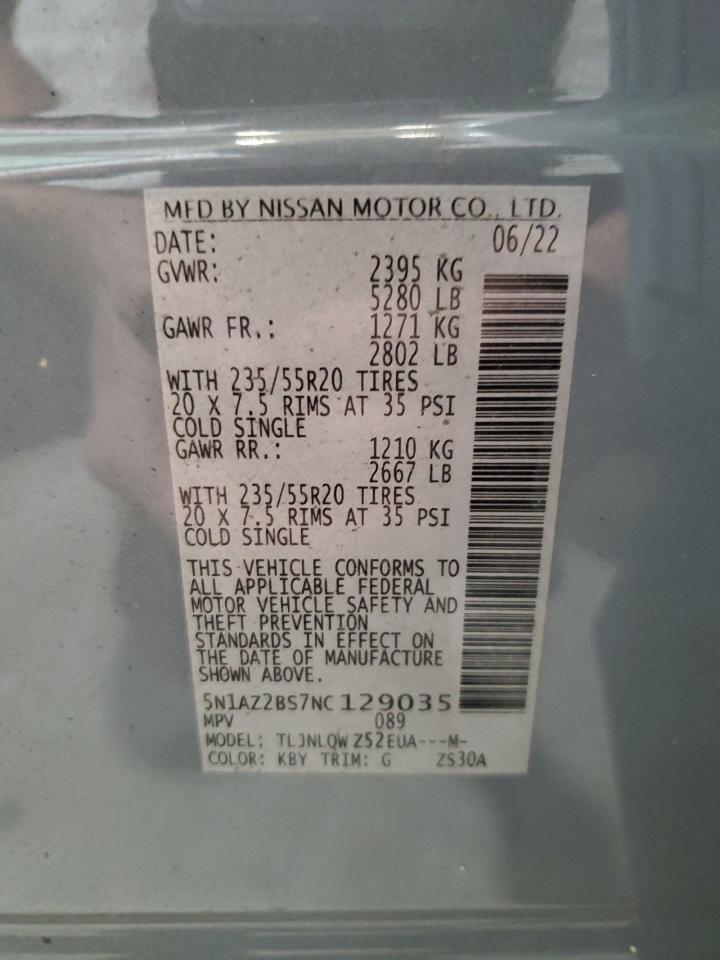 MFD BY NISSAN MOTOR CO., LTD.
DATE: 06/22
GVWR: 2395 KG
5280 LB
GAWR FR.: 1271 KG
2802 LB
WITH 235/55R20 TIRES
20 X 7.5 RIMS AT 35 PSI
COLD SINGLE
GAWR RR.: 1210 KG
2667 LB
WITH 235/55R20 TIRES
20 X 7.5 RIMS AT 35 PSI
COLD SINGLE
THIS VEHICLE CONFORMS TO
ALL APPLICABLE FEDERAL
MOTOR VEHICLE SAFETY AND
THEFT PREVENTION
STANDARDS IN EFFECT ON
THE DATE OF MANUFACTURE
SHOWN ABOVE.
5N1AZ2BS7NC 129035
MPV 089
MODEL: TLJNLQW Z52EUA---M-
COLOR: KBY TRIM: G ZS30A